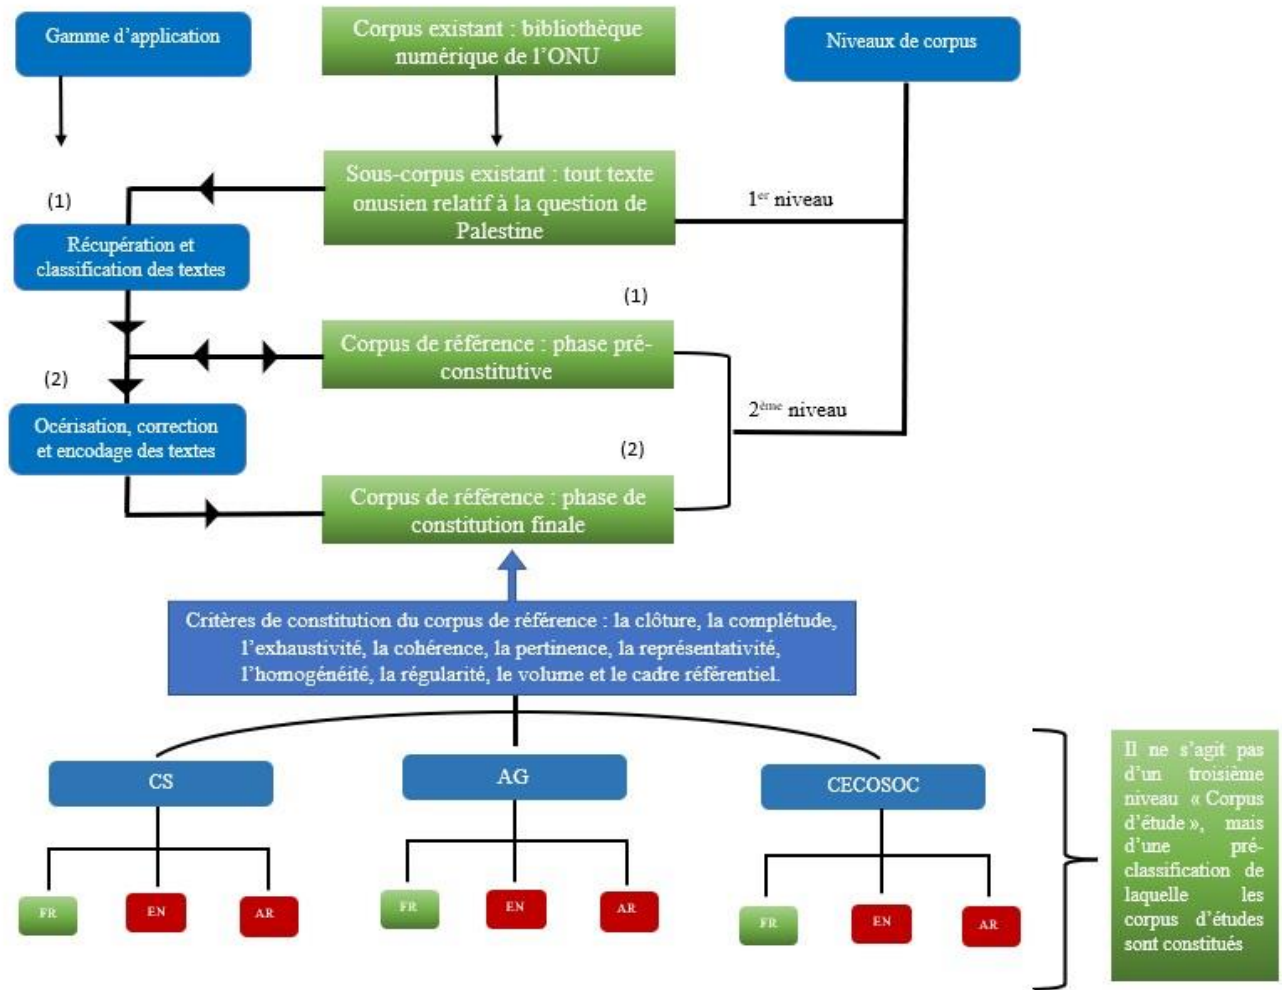 Gamme d’application
Corpus existant : bibliothèque
numérique de l’ONU
Niveaux de corpus
Sous-corpus existant : tout texte
onusien relatif à la question de
Palestine
1er niveau
(1)
Récupération et
classification des textes
(1)
Corpus de référence : phase pré-
constitutive
(2)
2ème niveau
Océrisation, correction
et encodage des textes
(2)
Corpus de référence : phase de
constitution finale
Critères de constitution du corpus de référence : la clôture, la complétude,
l’exhaustivité, la cohérence, la pertinence, la représentativité,
l’homogénéité, la régularité, le volume et le cadre référentiel.
CS
AG
CECOSOC
FR
EN
AR
FR
EN
AR
FR
EN
AR
Il ne s’agit pas
d’un troisième
niveau « Corpus
d’étude », mais
d’une pré-
classification de
laquelle les
corpus d’études
sont constitués